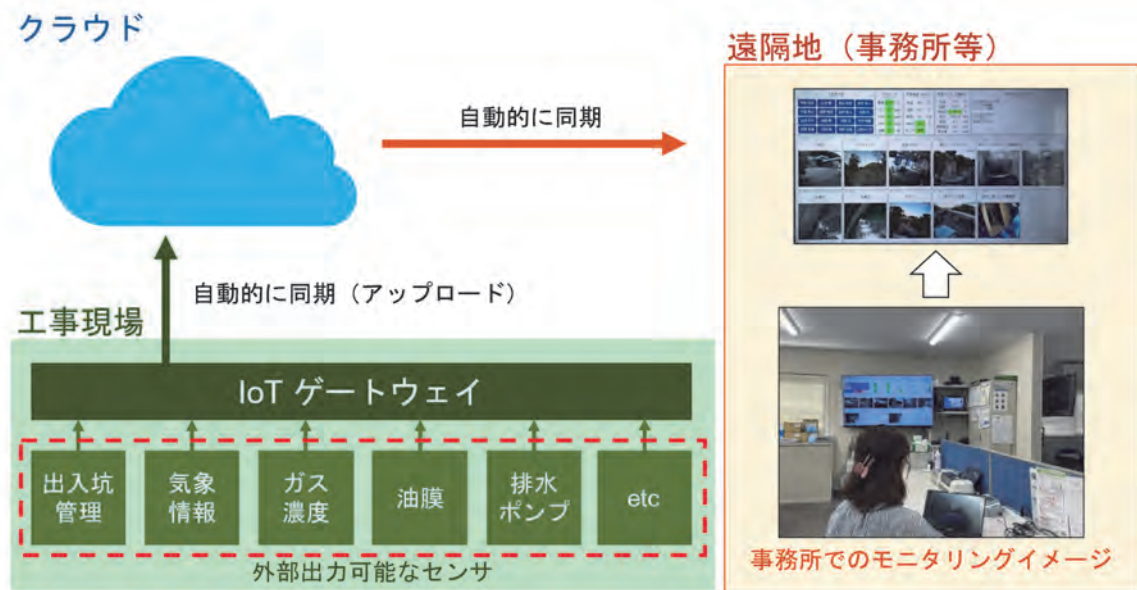 クラウド
遠隔地（事務所等）
自動的に同期
自動的に同期（アップロード）
工事現場
IoT ゲートウェイ
出入坑
管理
気象
情報
ガス
濃度
油膜
排水
ポンプ
etc
外部出力可能なセンサ
事務所でのモニタリングイメージ